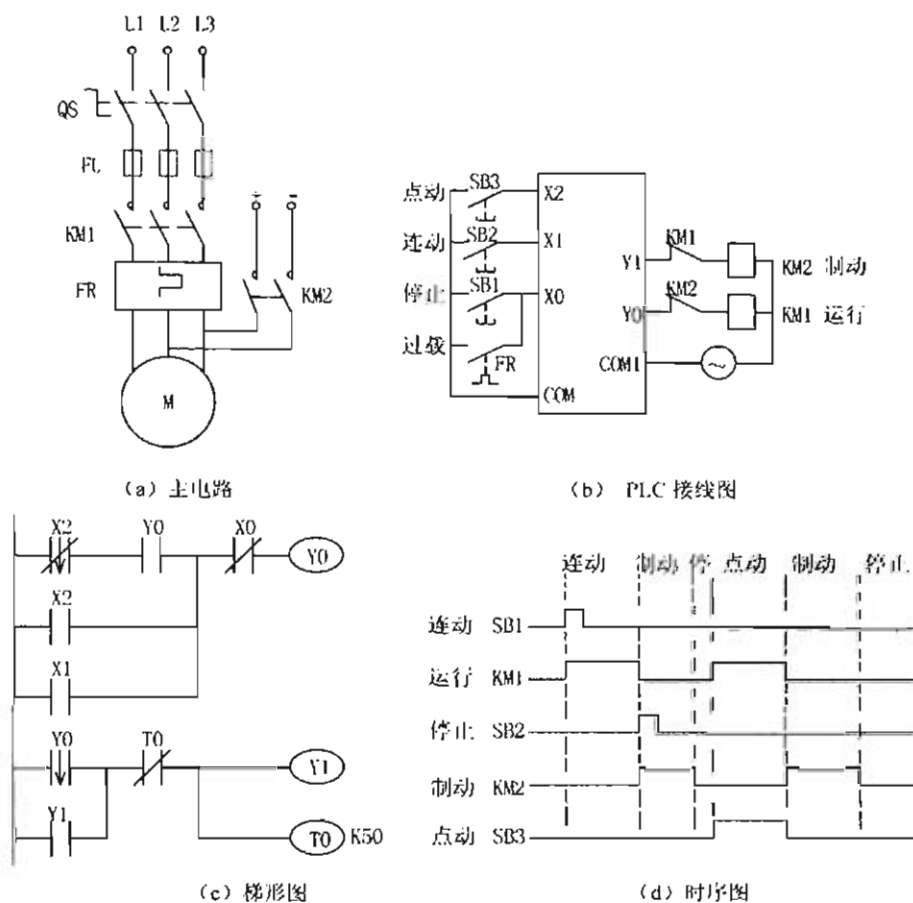 L1 L2 L3
QS
FU
KM1
FR
+ -
KM2
M
(a) 主电路
点动 SB3 X2
连动 SB2 X1
停止 SB1 X0
过载 FR
COM
Y1 KM1 KM2 制动
Y0 KM2 KM1 运行
COM1 ~
(b) PLC 接线图
X2 Y0 X0 Y0
X2
X1
Y0 T0 Y1
Y1
T0 K50
(c) 梯形图
连动 制动 停 点动 制动 停止
连动 SB1
运行 KM1
停止 SB2
制动 KM2
点动 SB3
(d) 时序图